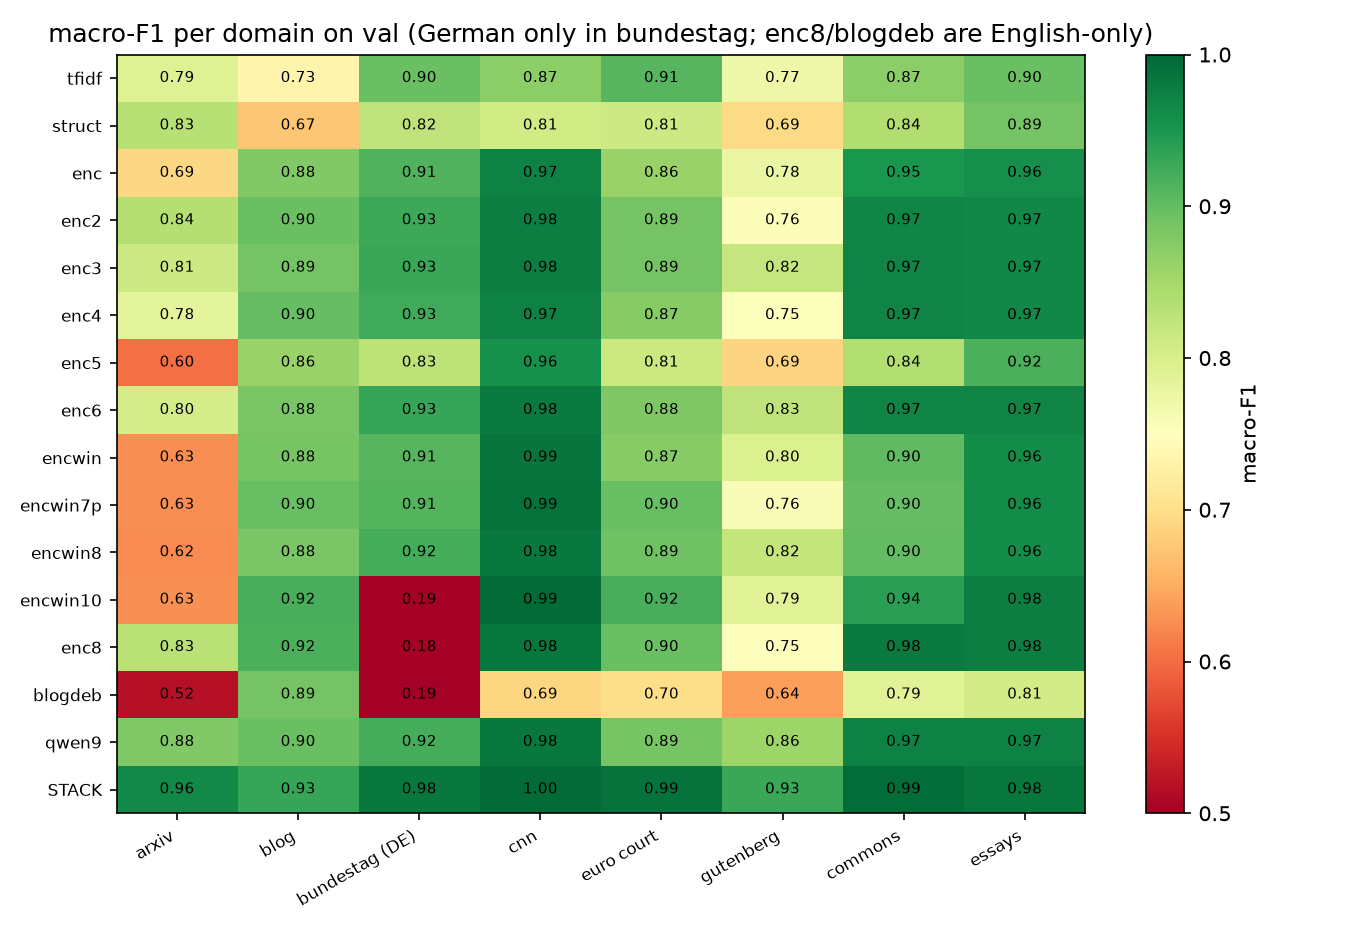 macro-F1 per domain on val (German only in bundestag; enc8/blogdeb are English-only)
tfidf 0.79 0.73 0.90 0.87 0.91 0.77 0.87 0.90
struct 0.83 0.67 0.82 0.81 0.81 0.69 0.84 0.89
enc 0.69 0.88 0.91 0.97 0.86 0.78 0.95 0.96
enc2 0.84 0.90 0.93 0.98 0.89 0.76 0.97 0.97
enc3 0.81 0.89 0.93 0.98 0.89 0.82 0.97 0.97
enc4 0.78 0.90 0.93 0.97 0.87 0.75 0.97 0.97
enc5 0.60 0.86 0.83 0.96 0.81 0.69 0.84 0.92
enc6 0.80 0.88 0.93 0.98 0.88 0.83 0.97 0.97
encwin 0.63 0.88 0.91 0.99 0.87 0.80 0.90 0.96
encwin7p 0.63 0.90 0.91 0.99 0.90 0.76 0.90 0.96
encwin8 0.62 0.88 0.92 0.98 0.89 0.82 0.90 0.96
encwin10 0.63 0.92 0.19 0.99 0.92 0.79 0.94 0.98
enc8 0.83 0.92 0.18 0.98 0.90 0.75 0.98 0.98
blogdeb 0.52 0.89 0.19 0.69 0.70 0.64 0.79 0.81
qwen9 0.88 0.90 0.92 0.98 0.89 0.86 0.97 0.97
STACK 0.96 0.93 0.98 1.00 0.99 0.93 0.99 0.98
arxiv blog bundestag (DE) cnn euro court gutenberg commons essays
1.0
0.9
0.8
0.7
0.6
0.5
macro-F1